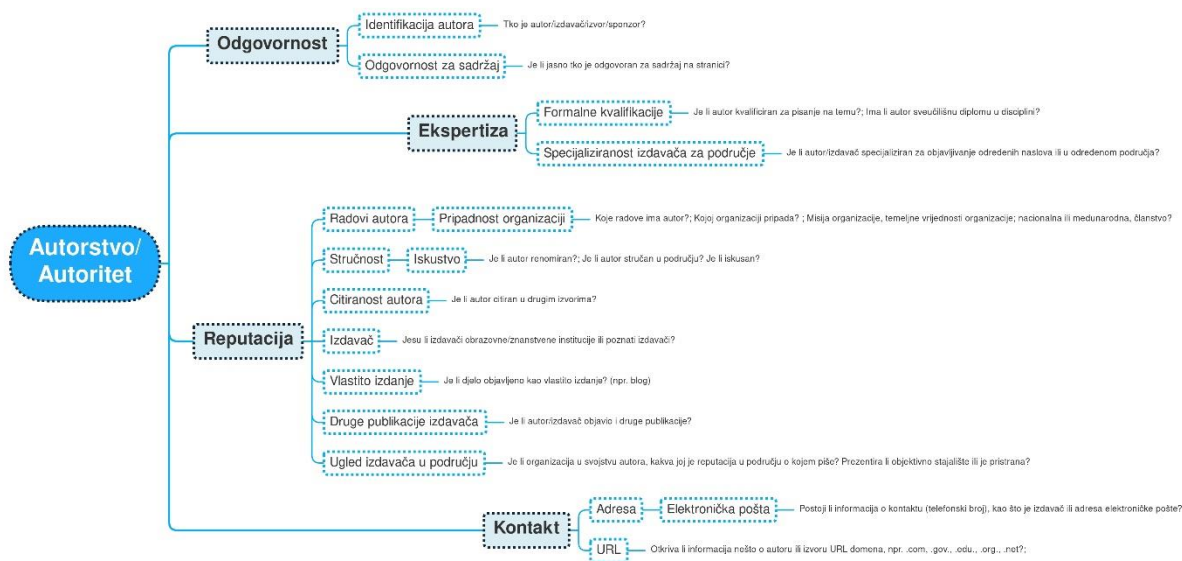 Autorstvo/
Autoritet
Odgovornost
Identifikacija autora
Tko je autor/izdavač/izvor/sponzor?
Odgovornost za sadržaj
Je li jasno tko je odgovoran za sadržaj na stranici?
Ekspertiza
Formalne kvalifikacije
Je li autor kvalificiran za pisanje na temu?; Ima li autor sveučilišnu diplomu u disciplini?
Specijaliziranost izdavača za područje
Je li autor/izdavač specijaliziran za objavljivanje određenih naslova ili u određenom područja?
Reputacija
Radovi autora
Pripadnost organizaciji
Koje radove ima autor?; Kojoj organizaciji pripada? ; Misija organizacije, temeljne vrijednosti organizacije; nacionalna ili međunarodna, članstvo?
Stručnost
Iskustvo
Je li autor renomiran?; Je li autor stručan u području? Je li iskusan?
Citiranost autora
Je li autor citiran u drugim izvorima?
Izdavač
Jesu li izdavači obrazovne/znanstvene institucije ili poznati izdavači?
Vlastito izdanje
Je li djelo objavljeno kao vlastito izdanje? (npr. blog)
Druge publikacije izdavača
Je li autor/izdavač objavio i druge publikacije?
Ugled izdavača u području
Je li organizacija u svojstvu autora, kakva joj je reputacija u području o kojem piše? Prezentira li objektivno stajalište ili je pristrana?
Kontakt
Adresa
Elektronička pošta
Postoji li informacija o kontaktu (telefonski broj), kao što je izdavač ili adresa elektroničke pošte?
URL
Otkriva li informacija nešto o autoru ili izvoru URL domena, npr. .com, .gov., .edu., .org., .net?;